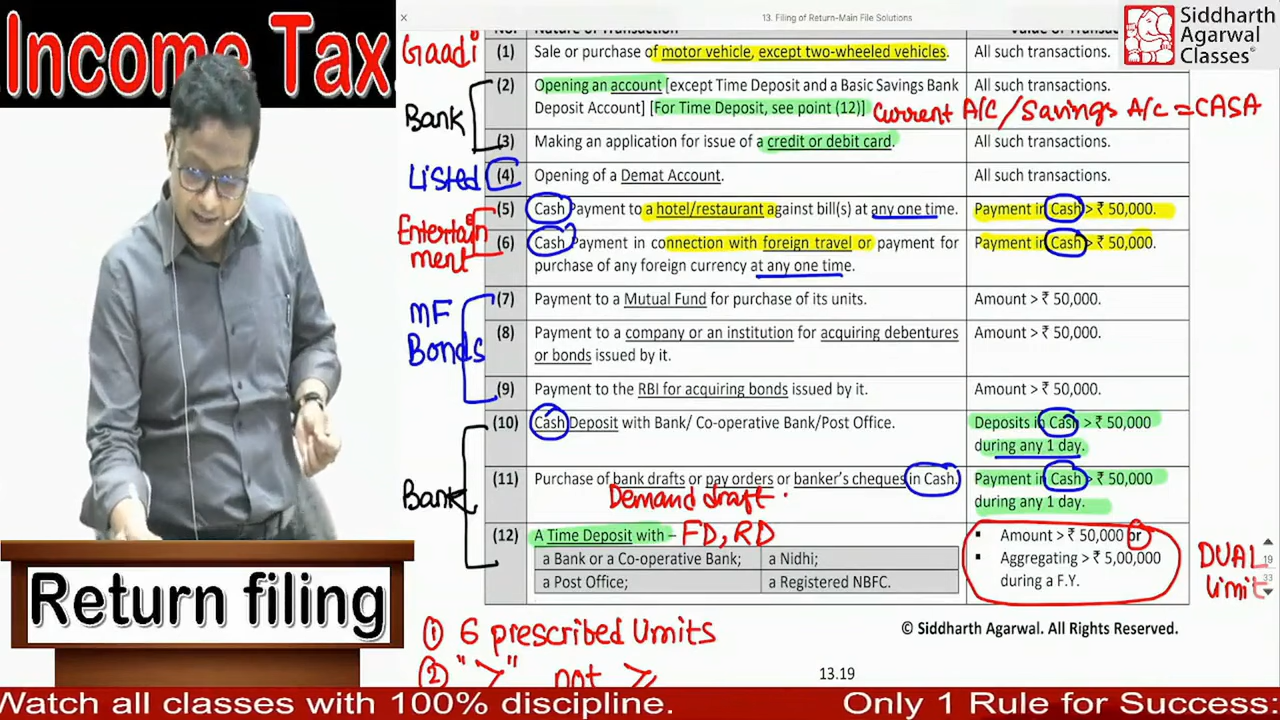 Income Tax
×
13. Filing of Return-Main File Solutions
Siddharth
Agarwal
Classes®
Gaadi
(1) Sale or purchase of motor vehicle, except two-wheeled vehicles. All such transactions.
Bank
(2) Opening an account [except Time Deposit and a Basic Savings Bank All such transactions.
Deposit Account] [For Time Deposit, see point (12)]
Current A/C / Savings A/c = CASA
(3) Making an application for issue of a credit or debit card. All such transactions.
Listed
(4) Opening of a Demat Account. All such transactions.
Entertain
ment
(5) Cash Payment to a hotel/restaurant against bill(s) at any one time. Payment in Cash > ₹ 50,000.
(6) Cash Payment in connection with foreign travel or payment for Payment in Cash > ₹ 50,000.
purchase of any foreign currency at any one time.
MF
Bonds
(7) Payment to a Mutual Fund for purchase of its units. Amount > ₹ 50,000.
(8) Payment to a company or an institution for acquiring debentures Amount > ₹ 50,000.
or bonds issued by it.
(9) Payment to the RBI for acquiring bonds issued by it. Amount > ₹ 50,000.
Bank
(10) Cash Deposit with Bank/ Co-operative Bank/Post Office. Deposits in Cash > ₹ 50,000
during any 1 day.
(11) Purchase of bank drafts or pay orders or banker's cheques in Cash. Payment in Cash > ₹ 50,000
during any 1 day.
Demand draft
(12) A Time Deposit with – FD, RD
a Bank or a Co-operative Bank; a Nidhi;
a Post Office; a Registered NBFC.
▪ Amount > ₹ 50,000 or
▪ Aggregating > ₹ 5,00,000
during a F.Y.
DUAL
limit
19
33
© Siddharth Agarwal. All Rights Reserved.
① 6 prescribed limits
② ">" not ≥
13.19
Return filing
Watch all classes with 100% discipline. Only 1 Rule for Success: